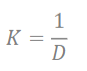 K = 1/D